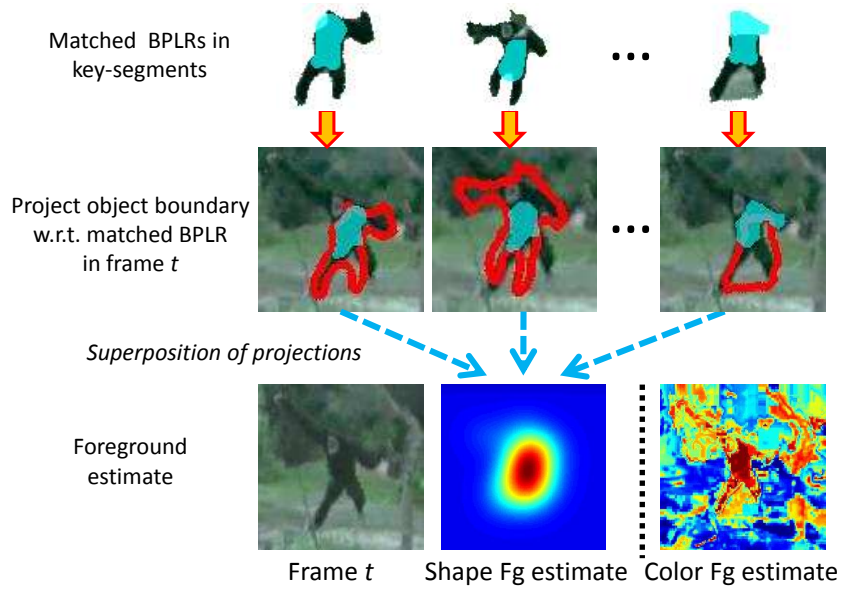 Matched BPLRs in
key-segments
...
Project object boundary
w.r.t. matched BPLR
in frame t
...
Superposition of projections
Foreground
estimate
Frame t
Shape Fg estimate
Color Fg estimate